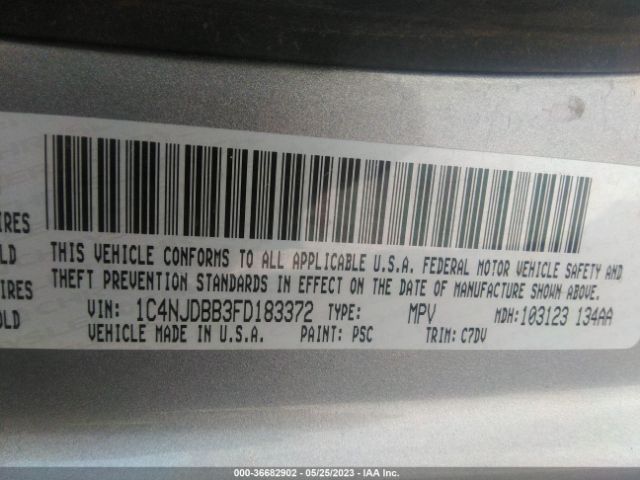 IRES
LD
IRES
OLD
THIS VEHICLE CONFORMS TO ALL APPLICABLE U.S.A. FEDERAL MOTOR VEHICLE SAFETY AND
THEFT PREVENTION STANDARDS IN EFFECT ON THE DATE OF MANUFACTURE SHOWN ABOVE.
VIN: 1C4NJDBB3FD183372 TYPE: MPV MDH:103123 134AA
VEHICLE MADE IN U.S.A. PAINT: PSC TRIM: C7DV
000-36682902 - 05/25/2023 - IAA Inc.